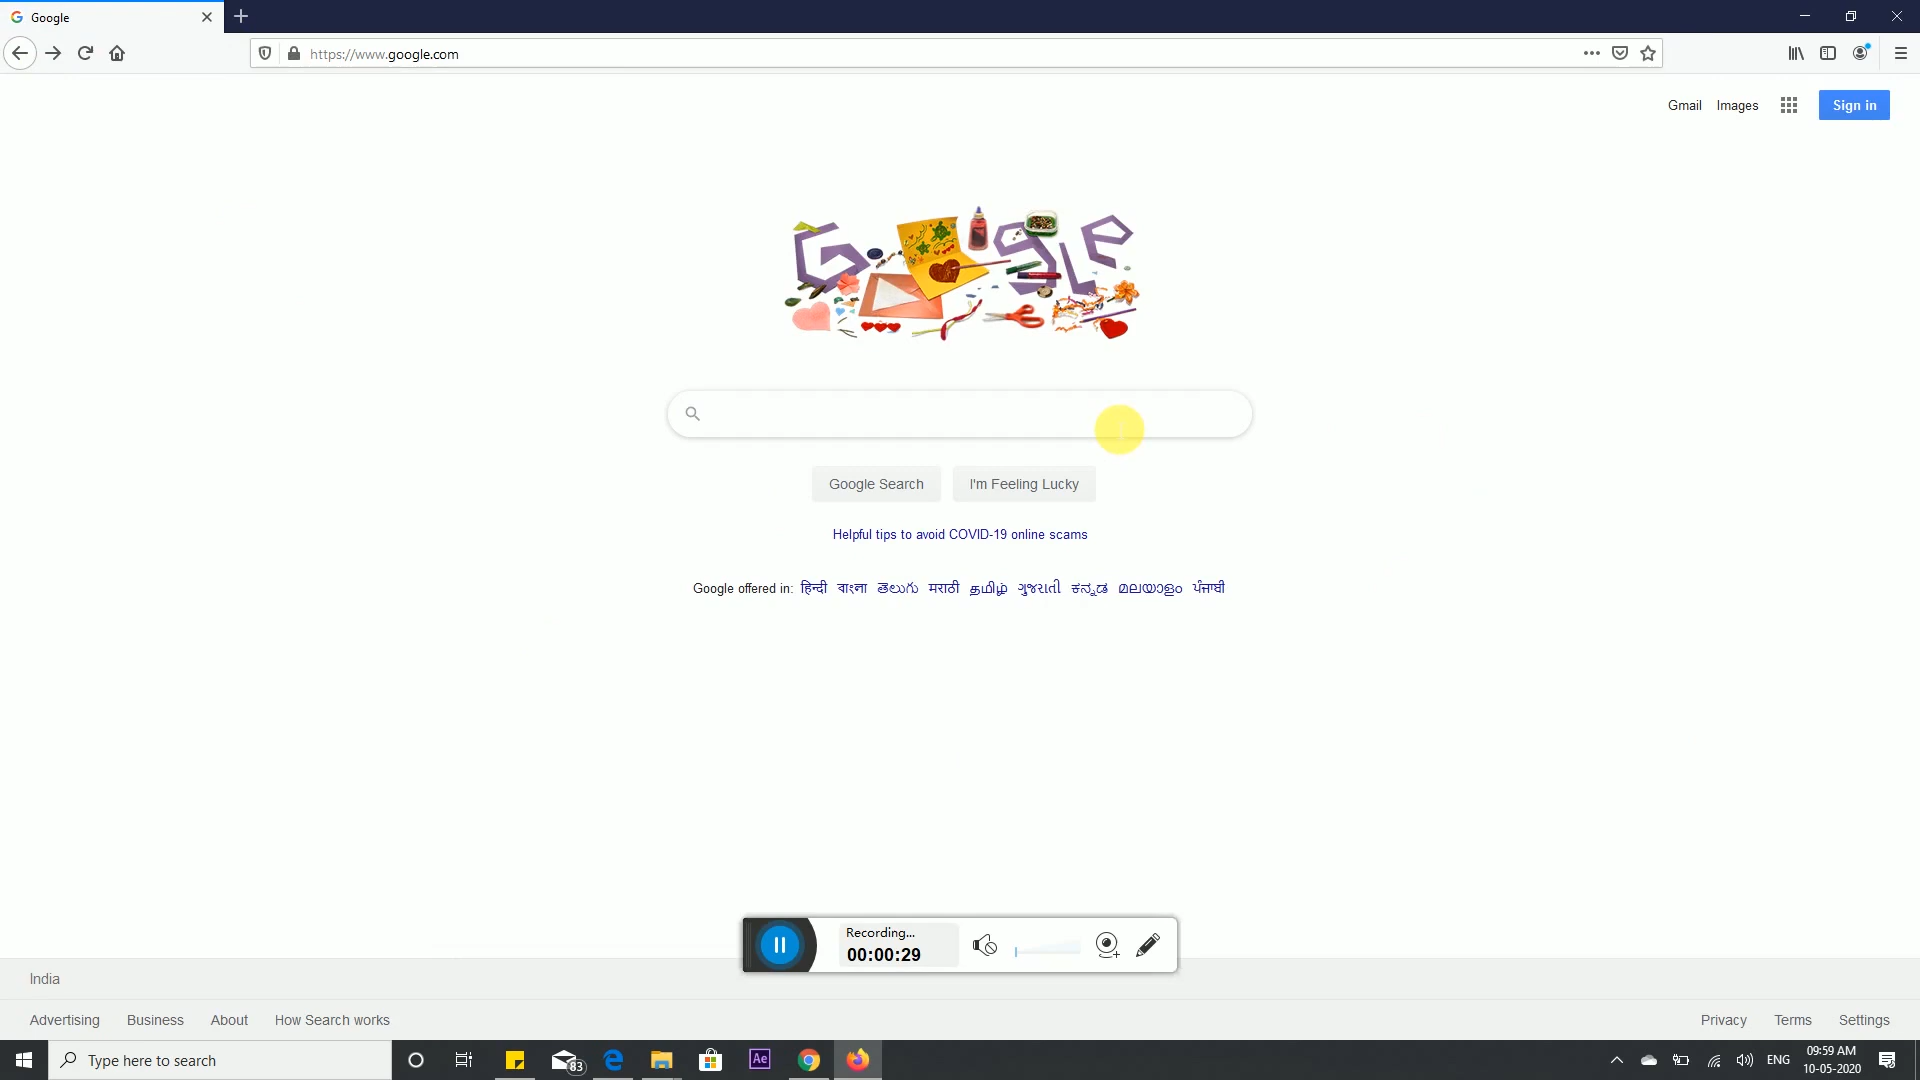 Google
https://www.google.com
Gmail Images Sign in
Google
Google Search I'm Feeling Lucky
Helpful tips to avoid COVID-19 online scams
Google offered in: हिन्दी বাংলা తెలుగు मराठी தமிழ் ગુજરાતી ಕನ್ನಡ മലയാളം ਪੰਜਾਬੀ
Recording...
00:00:29
India
Advertising Business About How Search works Privacy Terms Settings
Type here to search 83 Ae ENG 09:59 AM
10-05-2020